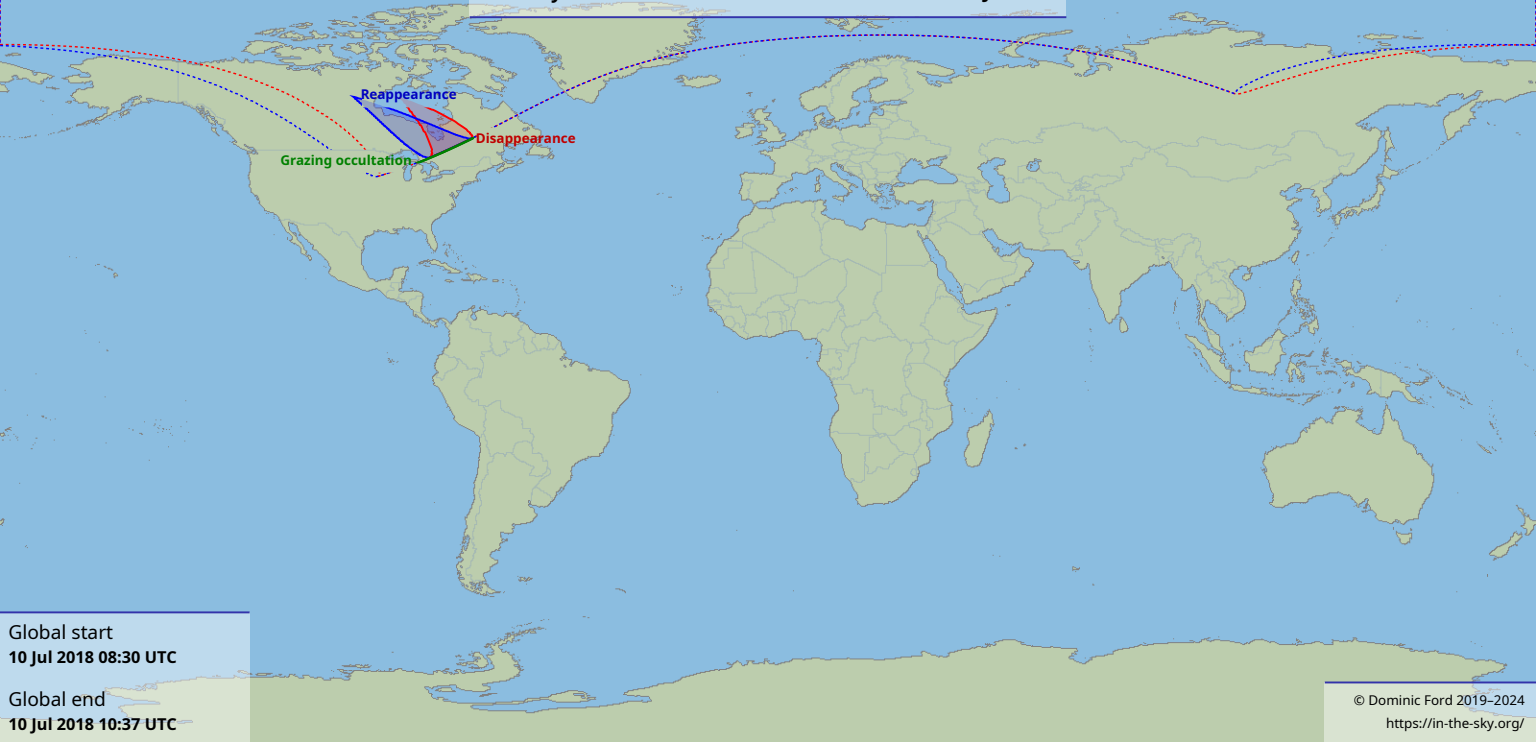 Reappearance
Disappearance
Grazing occultation
Global start
10 Jul 2018 08:30 UTC
Global end
10 Jul 2018 10:37 UTC
© Dominic Ford 2019–2024
https://in-the-sky.org/